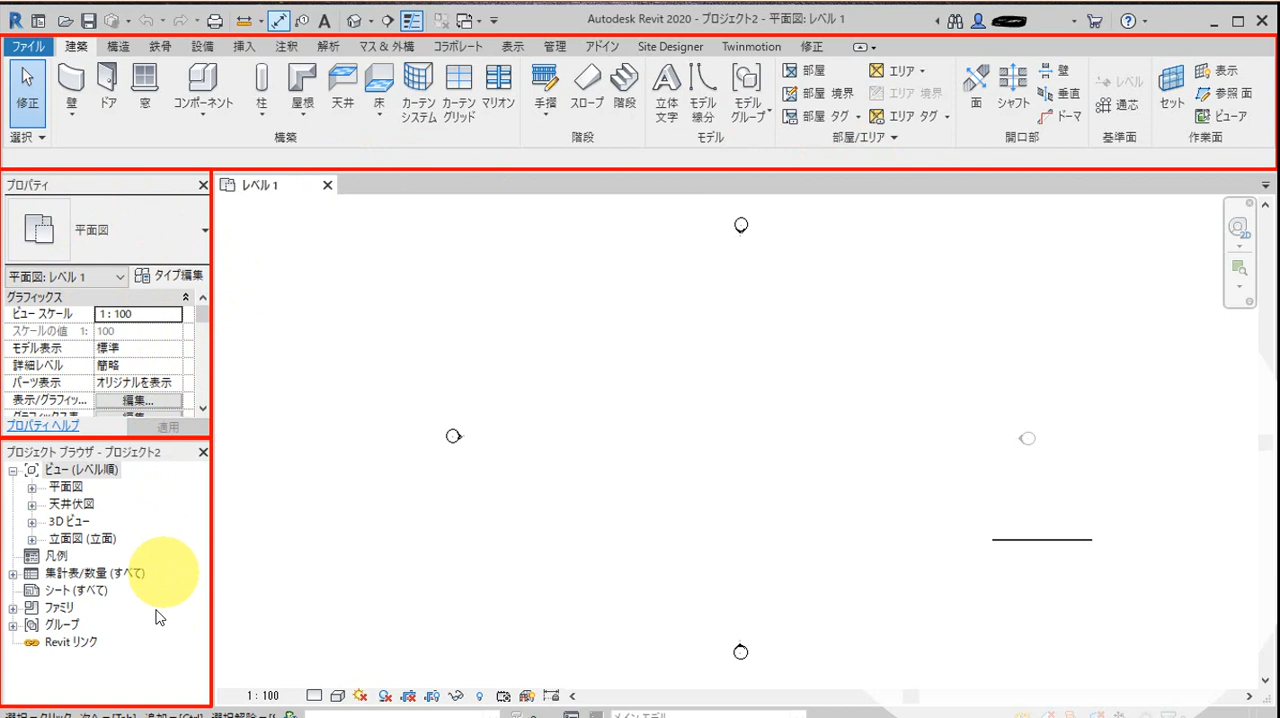 Autodesk Revit 2020 - プロジェクト2 - 平面図: レベル 1
ファイル 建築 構造 鉄骨 設備 挿入 注釈 解析 マス & 外構 コラボレート 表示 管理 アドイン Site Designer Twinmotion 修正
修正 壁 ドア 窓 コンポーネント 柱 屋根 天井 床 カーテン システム カーテン グリッド マリオン 手摺 スロープ 階段 立体 文字 モデル 線分 モデル グループ
部屋 エリア
部屋 境界 エリア 境界
部屋 タグ エリア タグ
面 シャフト 壁
垂直
ドーマ
レベル
通芯
セット 表示
参照 面
ビューア
選択 構築 階段 モデル 部屋/エリア 開口部 基準面 作業面
プロパティ
平面図
平面図: レベル 1 タイプ編集
グラフィックス
ビュー スケール 1 : 100
スケールの値 1: 100
モデル表示 標準
詳細レベル 簡略
パーツ表示 オリジナルを表示
表示/グラフィッ... 編集...
プロパティ ヘルプ 適用
プロジェクト ブラウザ - プロジェクト2
ビュー (レベル順)
平面図
天井伏図
3D ビュー
立面図 (立面)
凡例
集計表/数量 (すべて)
シート (すべて)
ファミリ
グループ
Revit リンク
レベル 1
2D
1 : 100